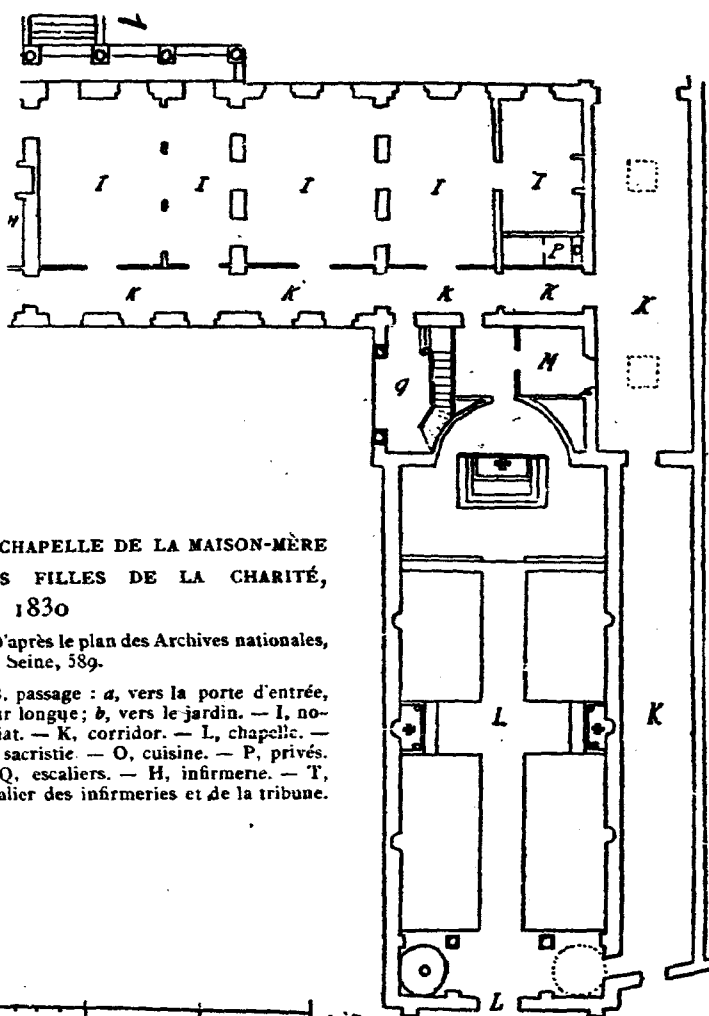 I I I I I
H
P
K K K K K
M
q
CHAPELLE DE LA MAISON-MÈRE
S FILLES DE LA CHARITÉ,
1830
D'après le plan des Archives nationales,
Seine, 589.
, passage : a, vers la porte d'entrée,
ur longue; b, vers le jardin. — I, no-
iat. — K, corridor. — L, chapelle. —
sacristie — O, cuisine. — P, privés.
Q, escaliers. — H, infirmerie. — T,
alier des infirmeries et de la tribune.
L
K
L